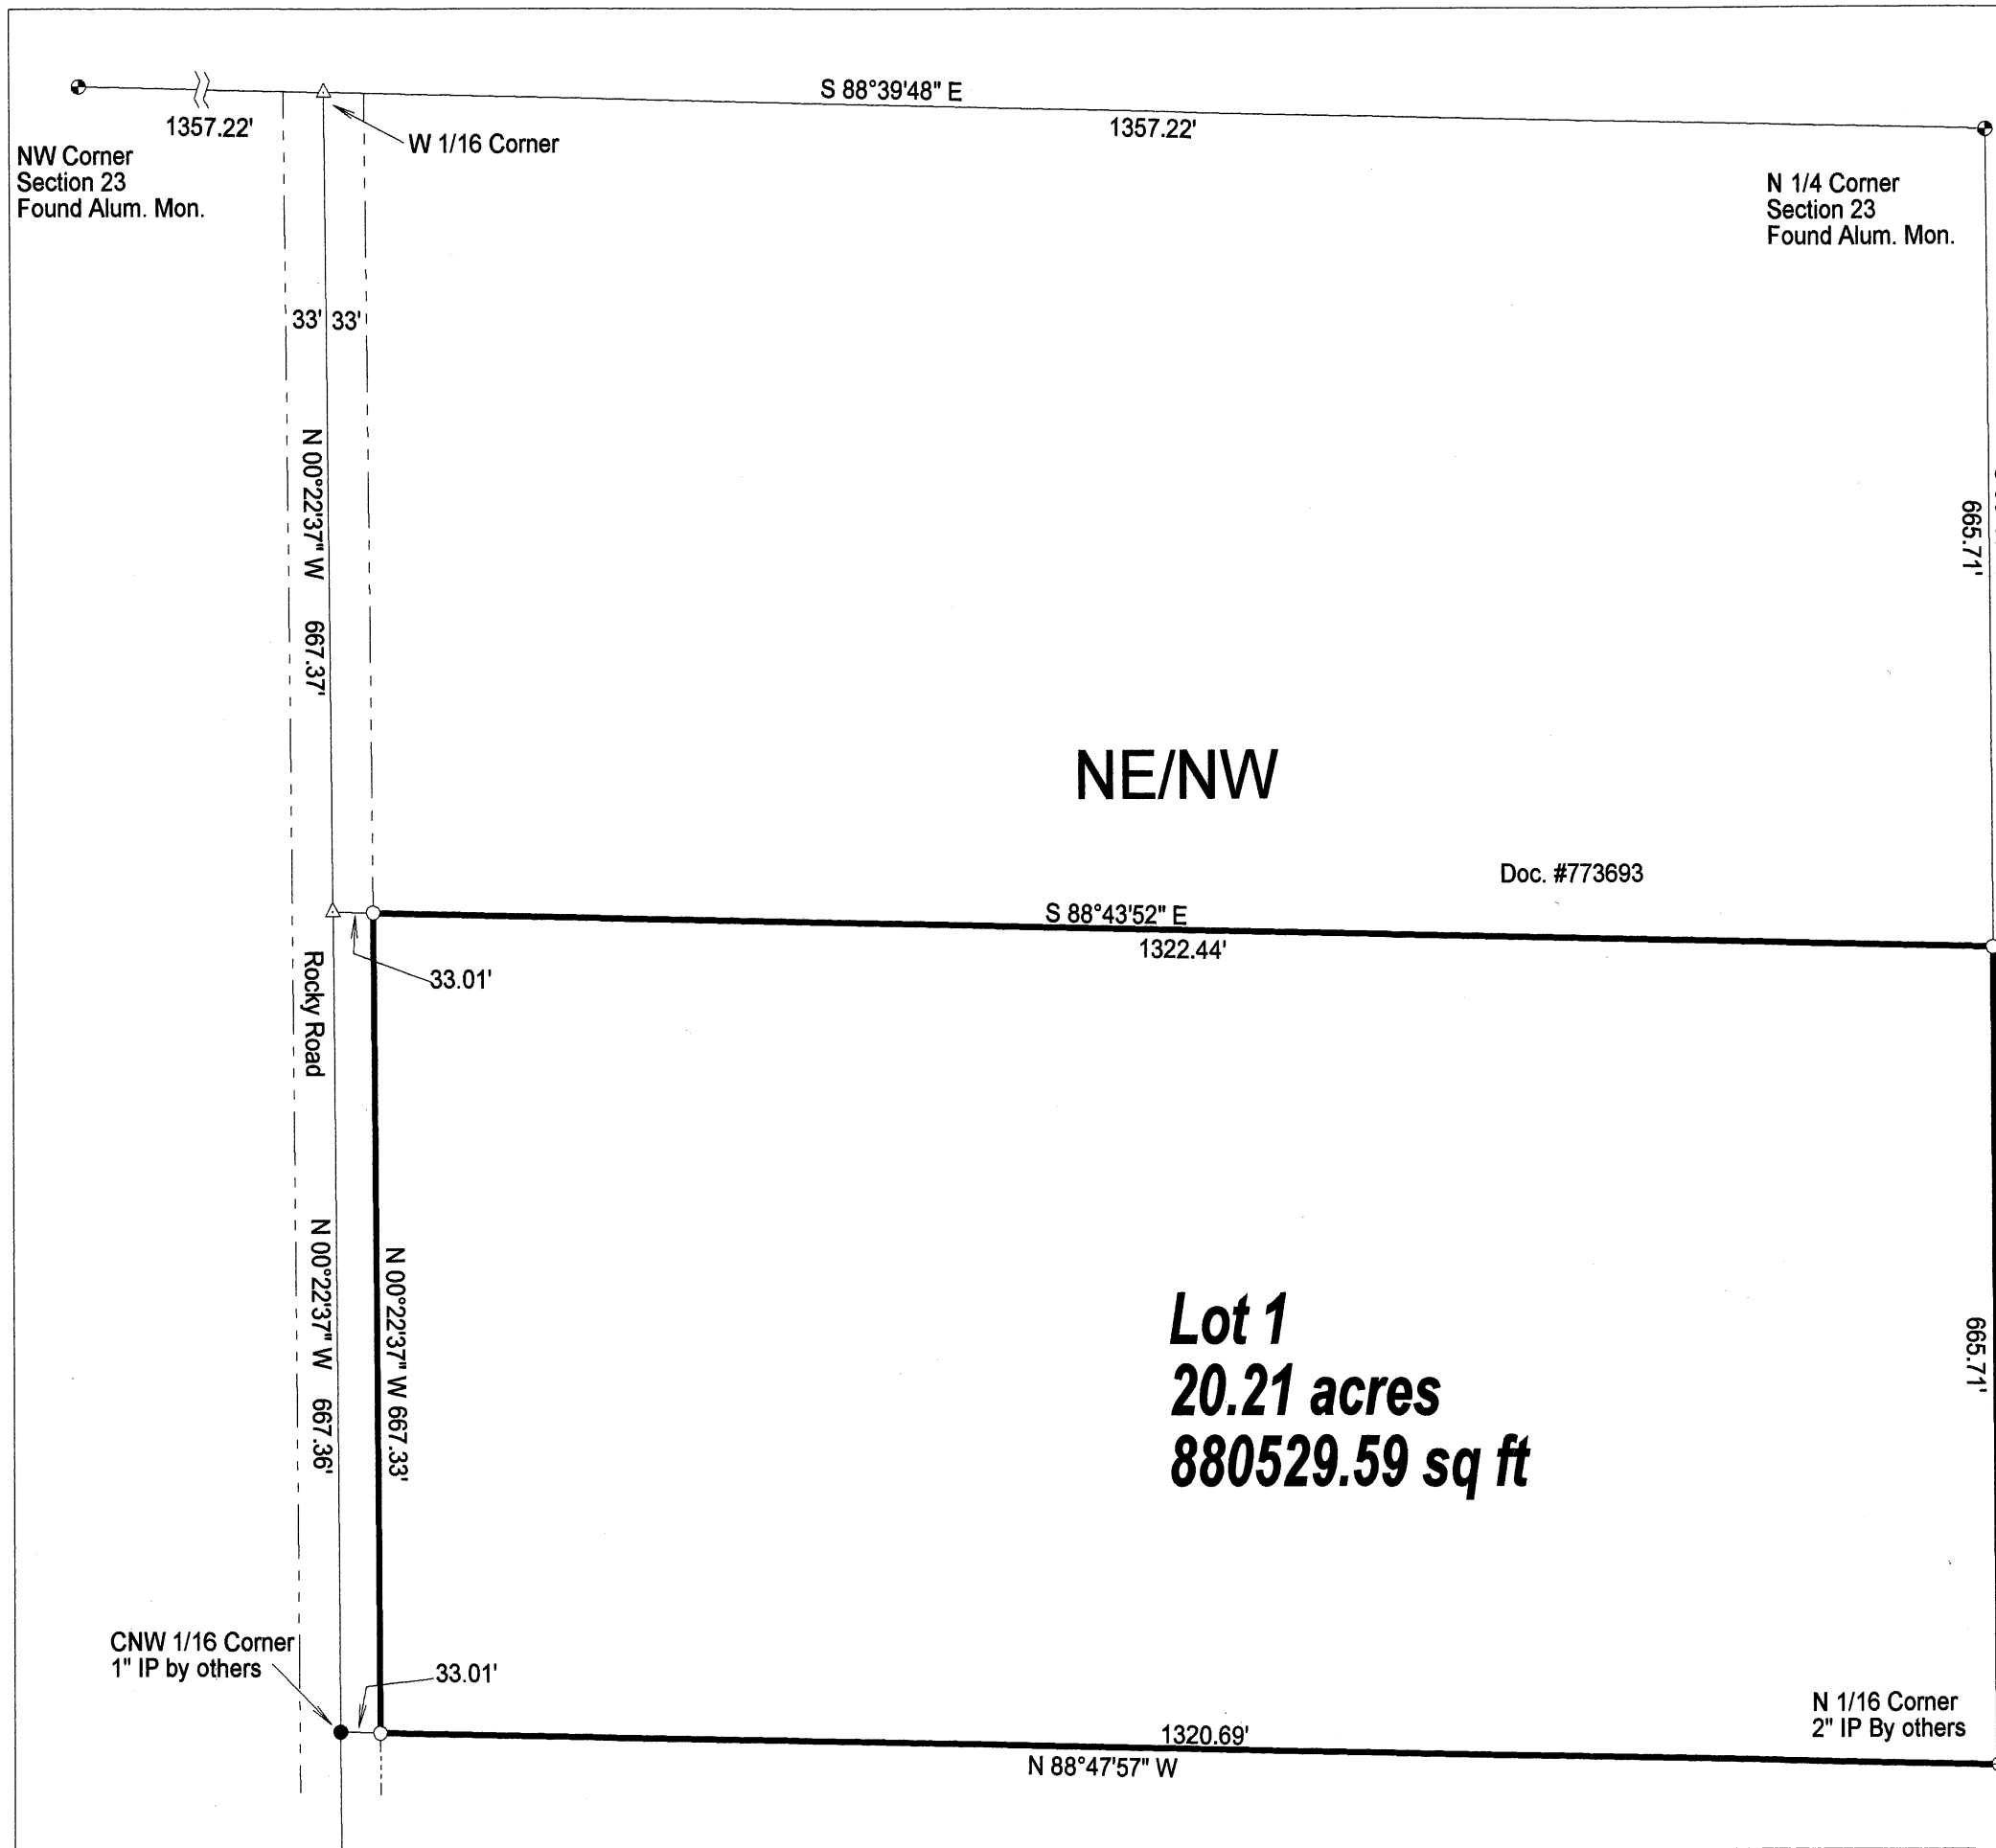 S 88°39'48" E
1357.22'
1357.22'
W 1/16 Corner
NW Corner
Section 23
Found Alum. Mon.
N 1/4 Corner
Section 23
Found Alum. Mon.
33' 33'
N 00°22'37" W 667.37'
665.71'
NE/NW
Doc. #773693
S 88°43'52" E
1322.44'
33.01'
Rocky Road
N 00°22'37" W 667.36'
N 00°22'37" W 667.33'
Lot 1
20.21 acres
880529.59 sq ft
665.71'
CNW 1/16 Corner
1" IP by others
33.01'
N 1/16 Corner
2" IP By others
1320.69'
N 88°47'57" W